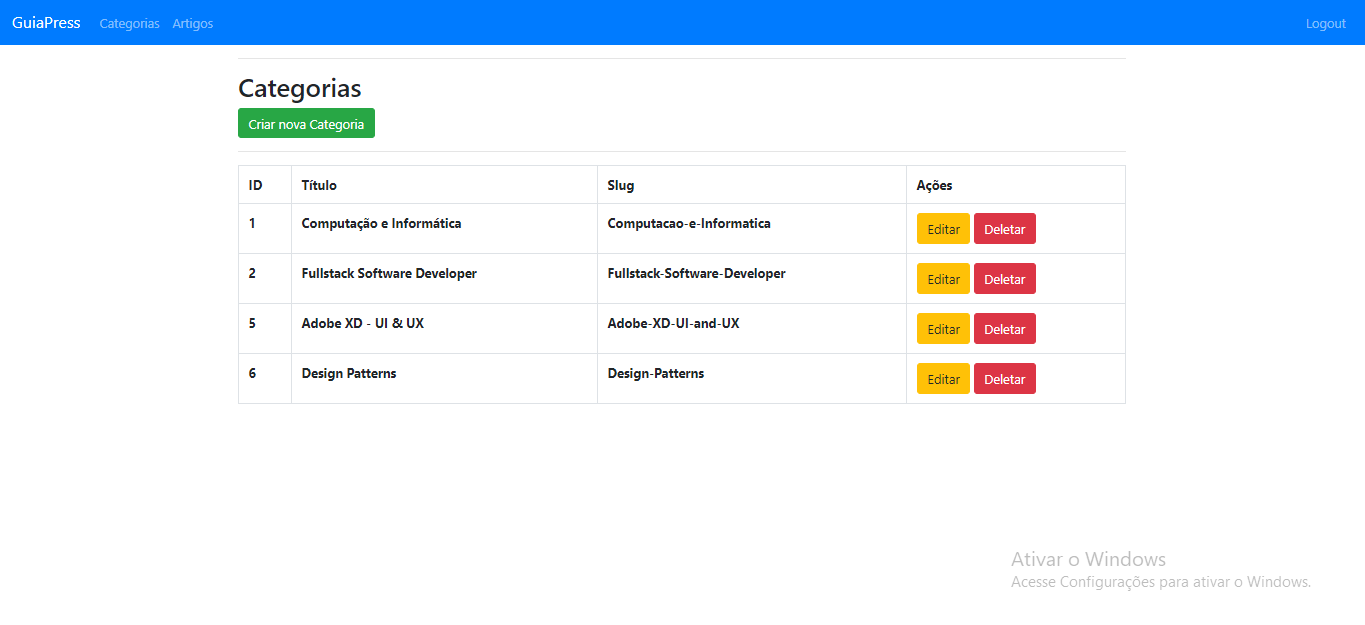 GuiaPress Categorias Artigos Logout
Categorias
Criar nova Categoria
ID Título Slug Ações
1 Computação e Informática Computacao-e-Informatica Editar Deletar
2 Fullstack Software Developer Fullstack-Software-Developer Editar Deletar
5 Adobe XD - UI & UX Adobe-XD-UI-and-UX Editar Deletar
6 Design Patterns Design-Patterns Editar Deletar
Ativar o Windows
Acesse Configurações para ativar o Windows.